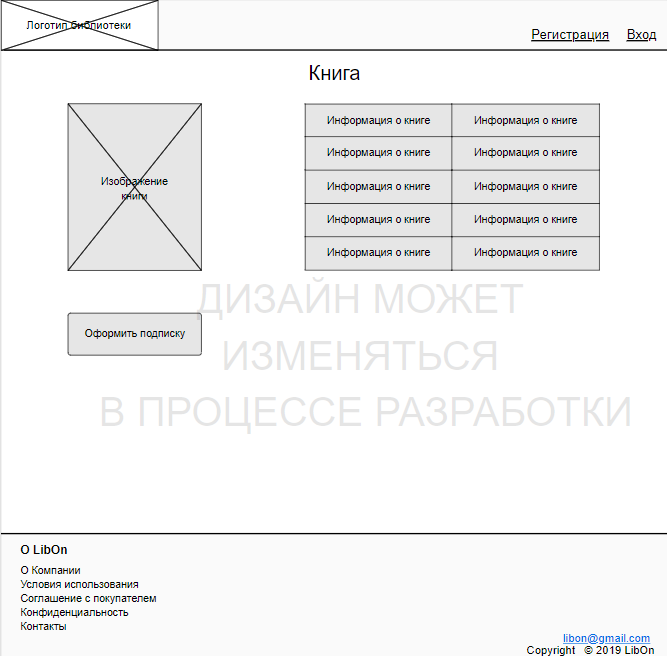 Логотип библиотеки
Регистрация Вход
Книга
Изображение
книги
Информация о книге Информация о книге
Информация о книге Информация о книге
Информация о книге Информация о книге
Информация о книге Информация о книге
Информация о книге Информация о книге
Оформить подписку
ДИЗАЙН МОЖЕТ
ИЗМЕНЯТЬСЯ
В ПРОЦЕССЕ РАЗРАБОТКИ
О LibOn
О Компании
Условия использования
Соглашение с покупателем
Конфиденциальность
Контакты
libon@gmail.com
Copyright © 2019 LibOn